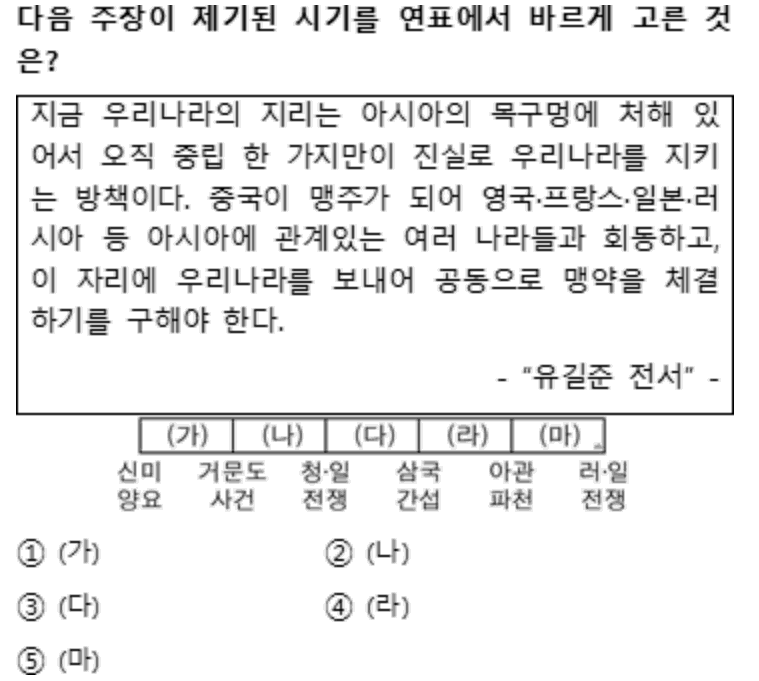 다음 주장이 제기된 시기를 연표에서 바르게 고른 것
은?
지금 우리나라의 지리는 아시아의 목구멍에 처해 있
어서 오직 중립 한 가지만이 진실로 우리나라를 지키
는 방책이다. 중국이 맹주가 되어 영국·프랑스·일본·러
시아 등 아시아에 관계있는 여러 나라들과 회동하고,
이 자리에 우리나라를 보내어 공동으로 맹약을 체결
하기를 구해야 한다.
- “유길준 전서” -
(가) (나) (다) (라) (마)
신미 거문도 청·일 삼국 아관 러·일
양요 사건 전쟁 간섭 파천 전쟁
① (가) ② (나)
③ (다) ④ (라)
⑤ (마)